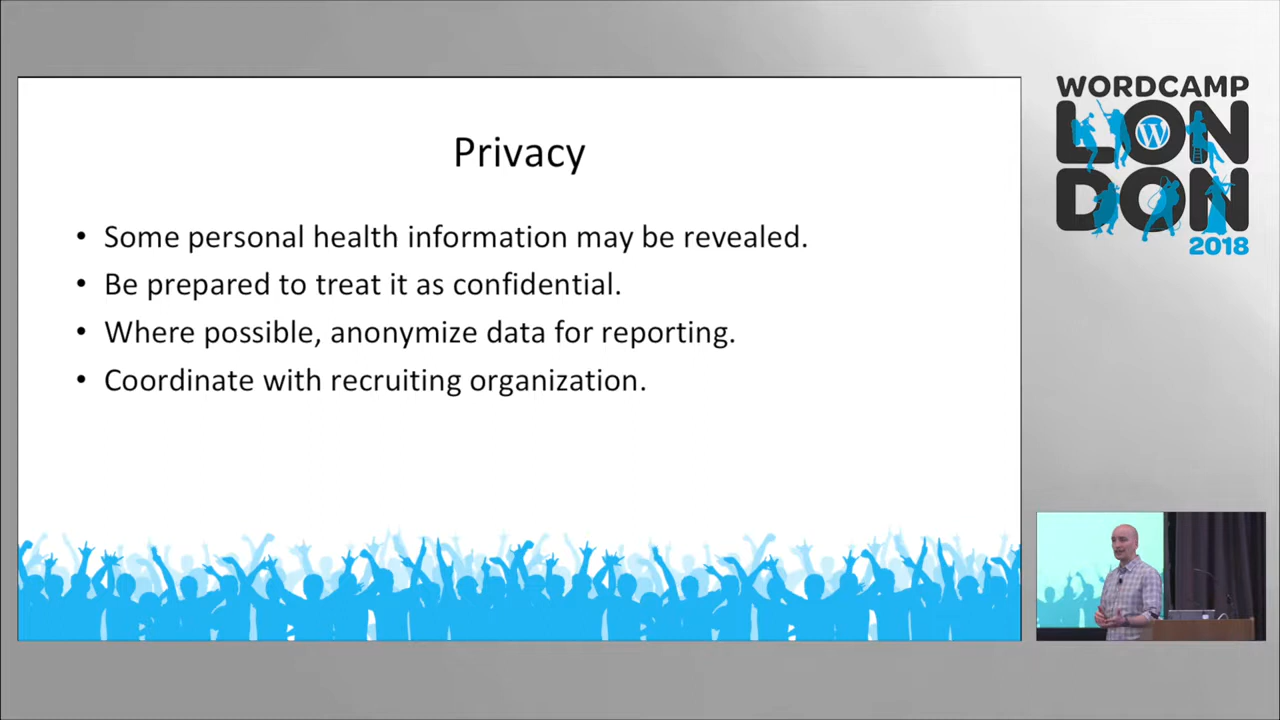 Privacy
• Some personal health information may be revealed.
• Be prepared to treat it as confidential.
• Where possible, anonymize data for reporting.
• Coordinate with recruiting organization.
WORDCAMP
LON
DON
2018